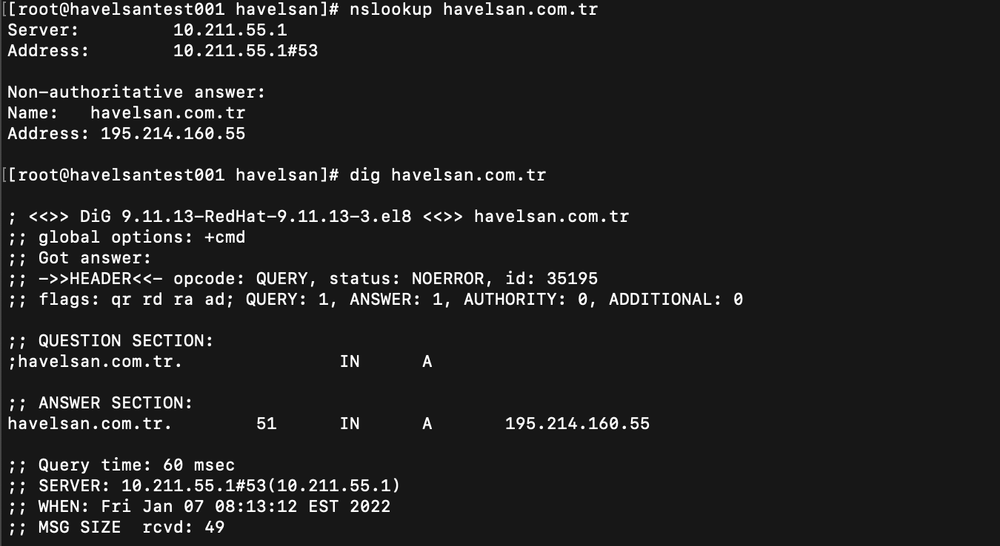 [[root@havelsantest001 havelsan]# nslookup havelsan.com.tr
Server:         10.211.55.1
Address:        10.211.55.1#53

Non-authoritative answer:
Name:   havelsan.com.tr
Address: 195.214.160.55

[[root@havelsantest001 havelsan]# dig havelsan.com.tr

; <<>> DiG 9.11.13-RedHat-9.11.13-3.el8 <<>> havelsan.com.tr
;; global options: +cmd
;; Got answer:
;; ->>HEADER<<- opcode: QUERY, status: NOERROR, id: 35195
;; flags: qr rd ra ad; QUERY: 1, ANSWER: 1, AUTHORITY: 0, ADDITIONAL: 0

;; QUESTION SECTION:
;havelsan.com.tr.               IN      A

;; ANSWER SECTION:
havelsan.com.tr.        51      IN      A       195.214.160.55

;; Query time: 60 msec
;; SERVER: 10.211.55.1#53(10.211.55.1)
;; WHEN: Fri Jan 07 08:13:12 EST 2022
;; MSG SIZE  rcvd: 49